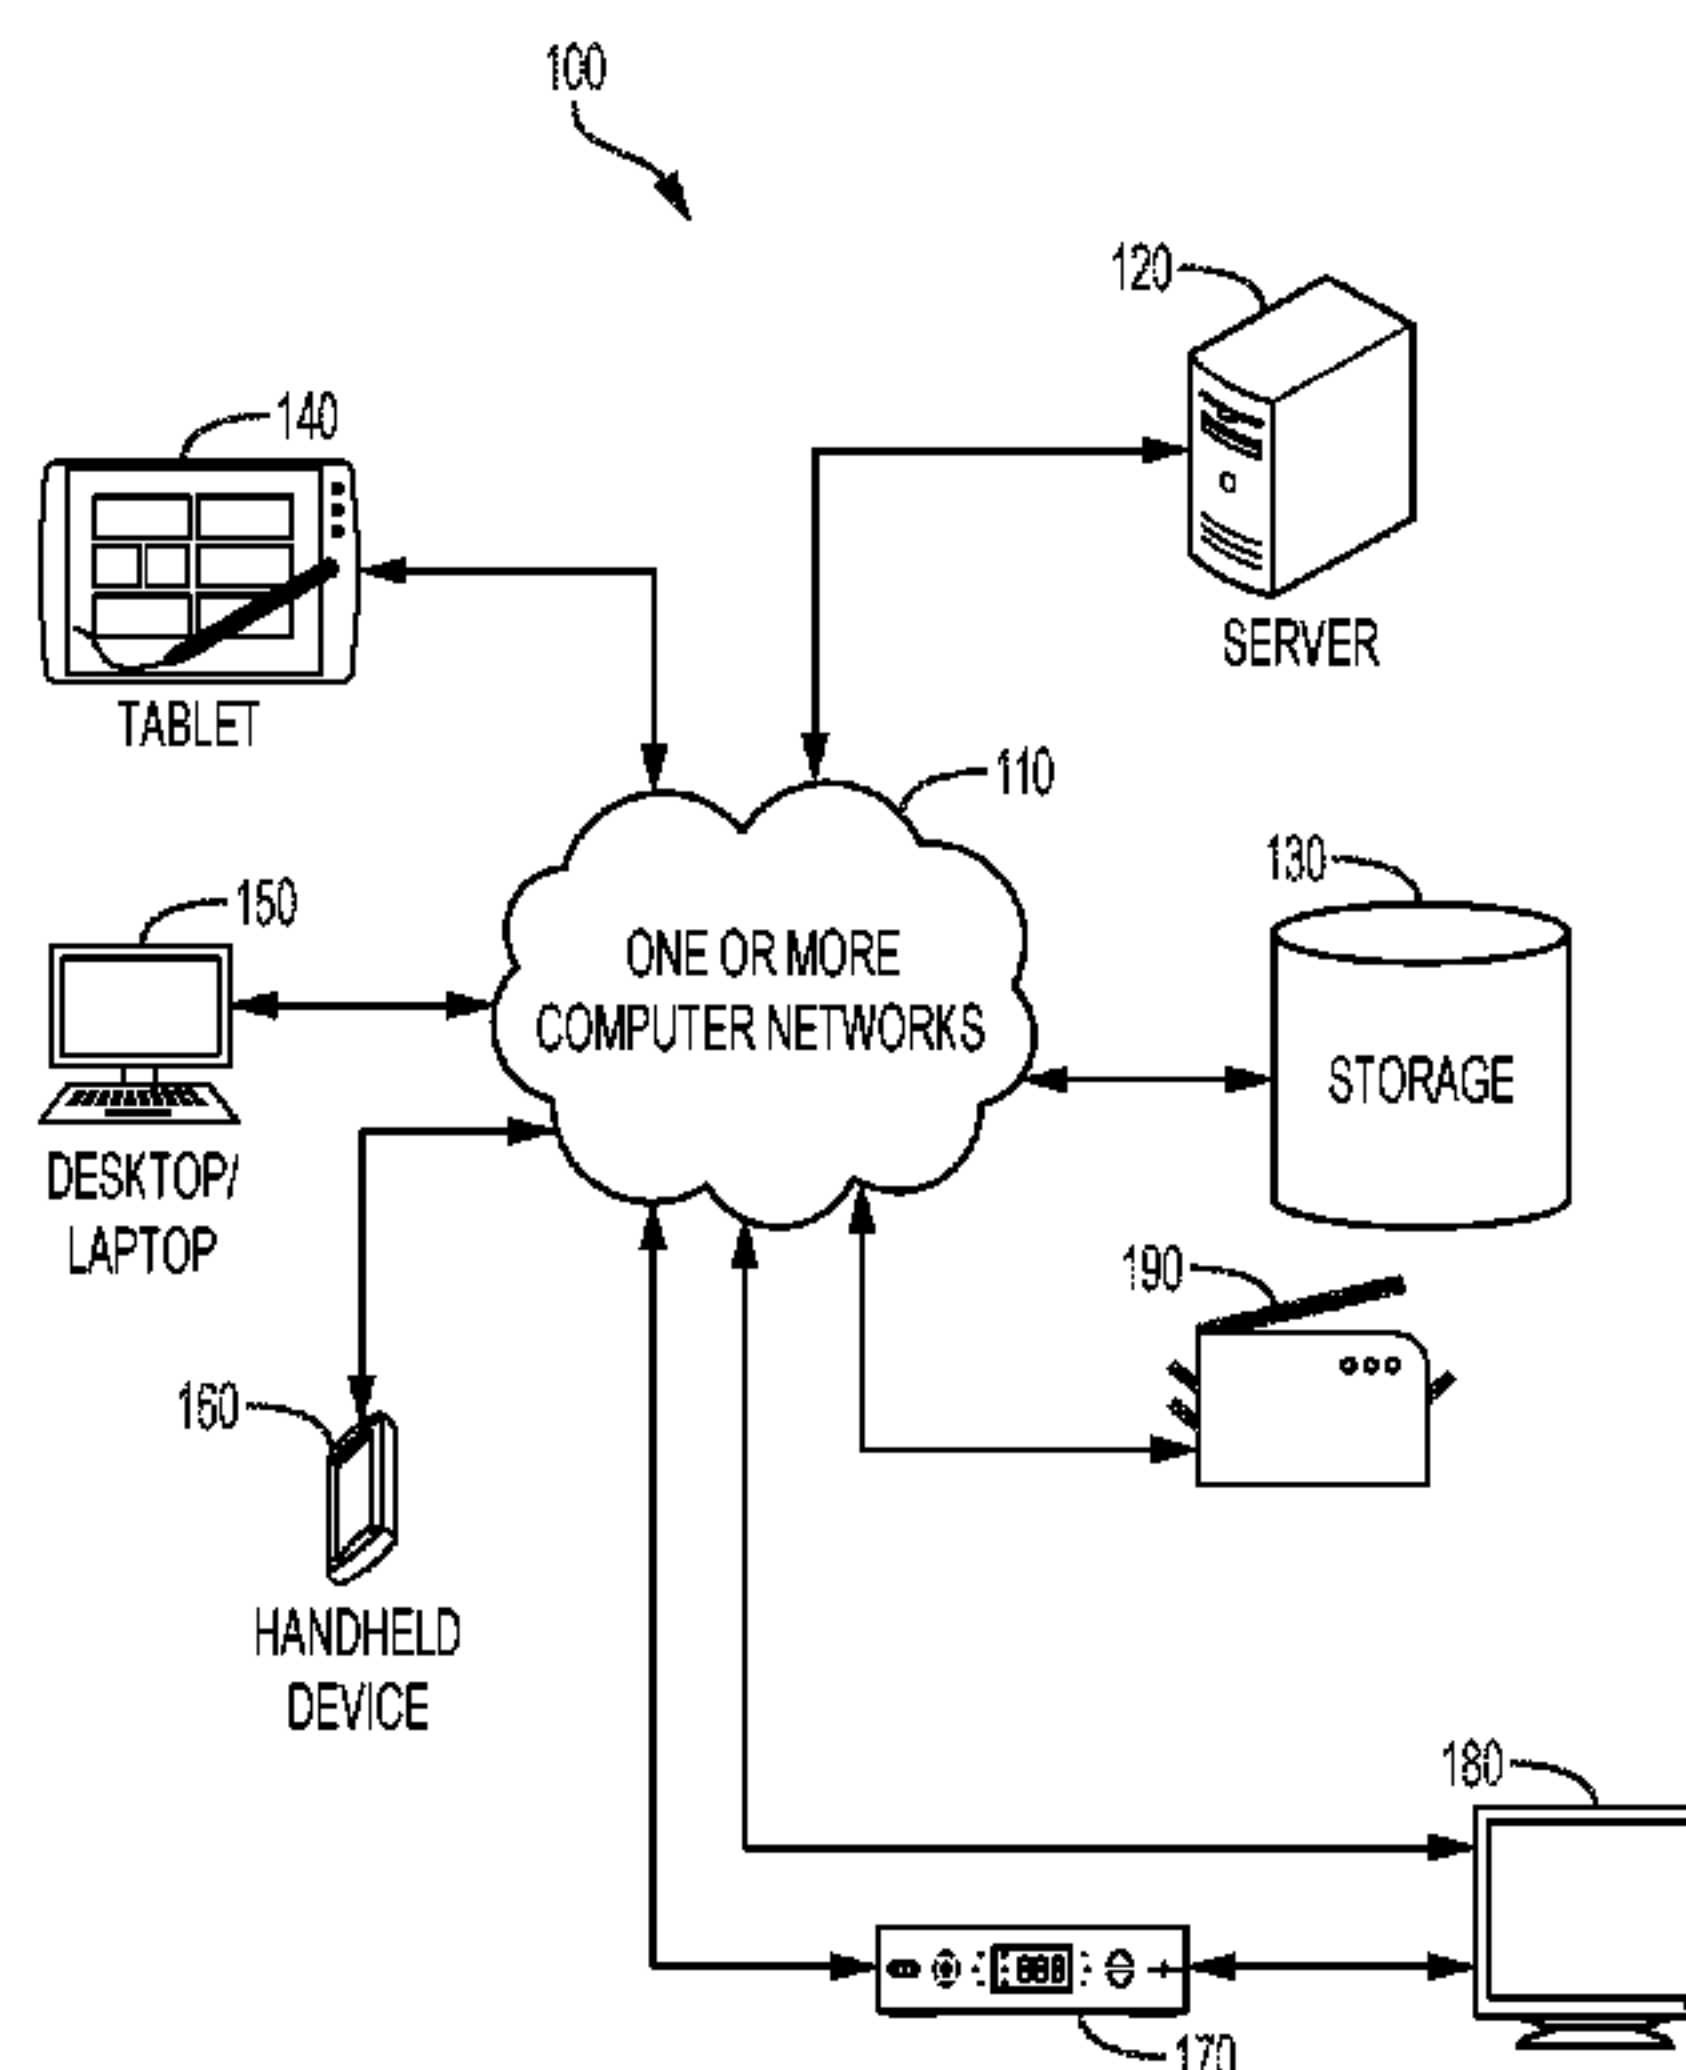 100
120
140
SERVER
TABLET
110
130
150
ONE OR MORE
COMPUTER NETWORKS
STORAGE
DESKTOP/
LAPTOP
190
160
HANDHELD
DEVICE
180
888
170